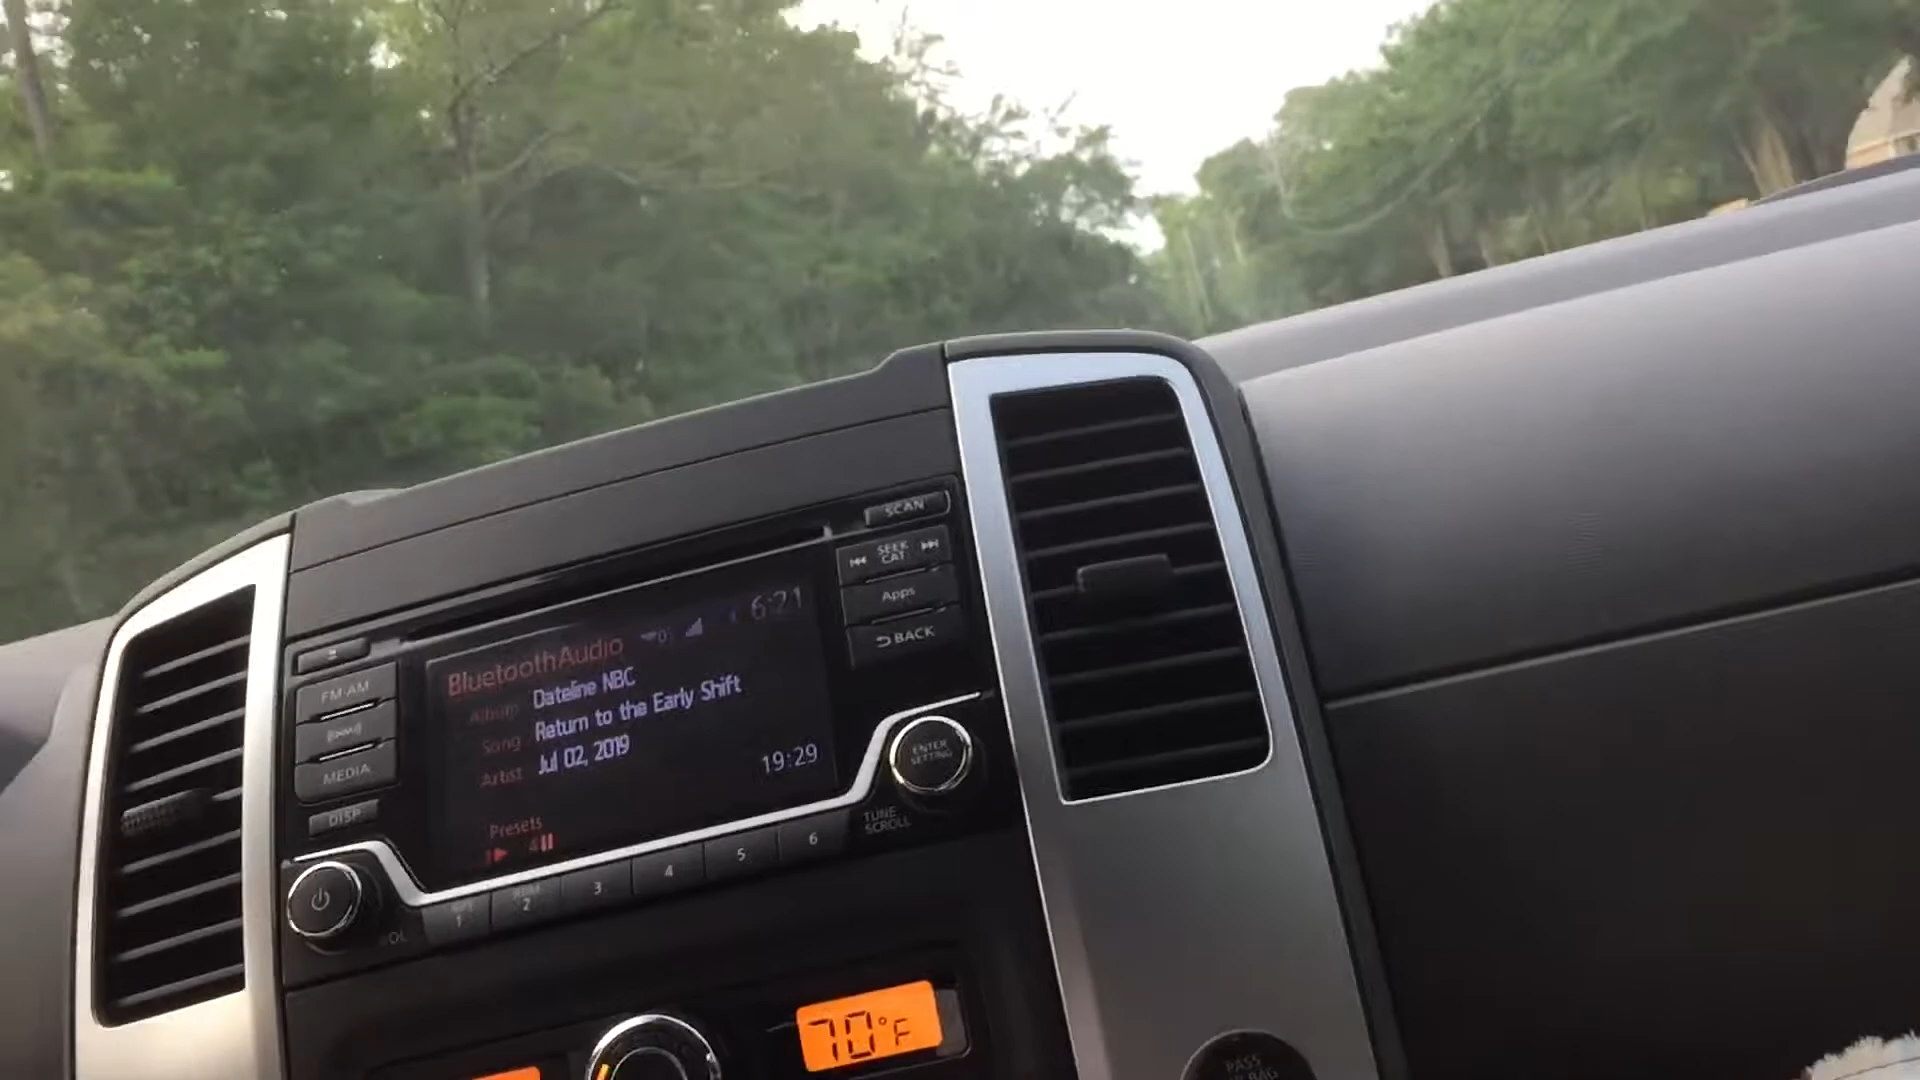 SCAN
SEEK
CAT
Apps
BACK
FM·AM
MEDIA
DISP
BluetoothAudio
6:21
Album Dateline NBC
Song Return to the Early Shift
Artist Jul 02, 2019
19:29
Presets
ENTER
SETTING
TUNE
SCROLL
1
2
3
4
5
6
70°F
PASS
BAG